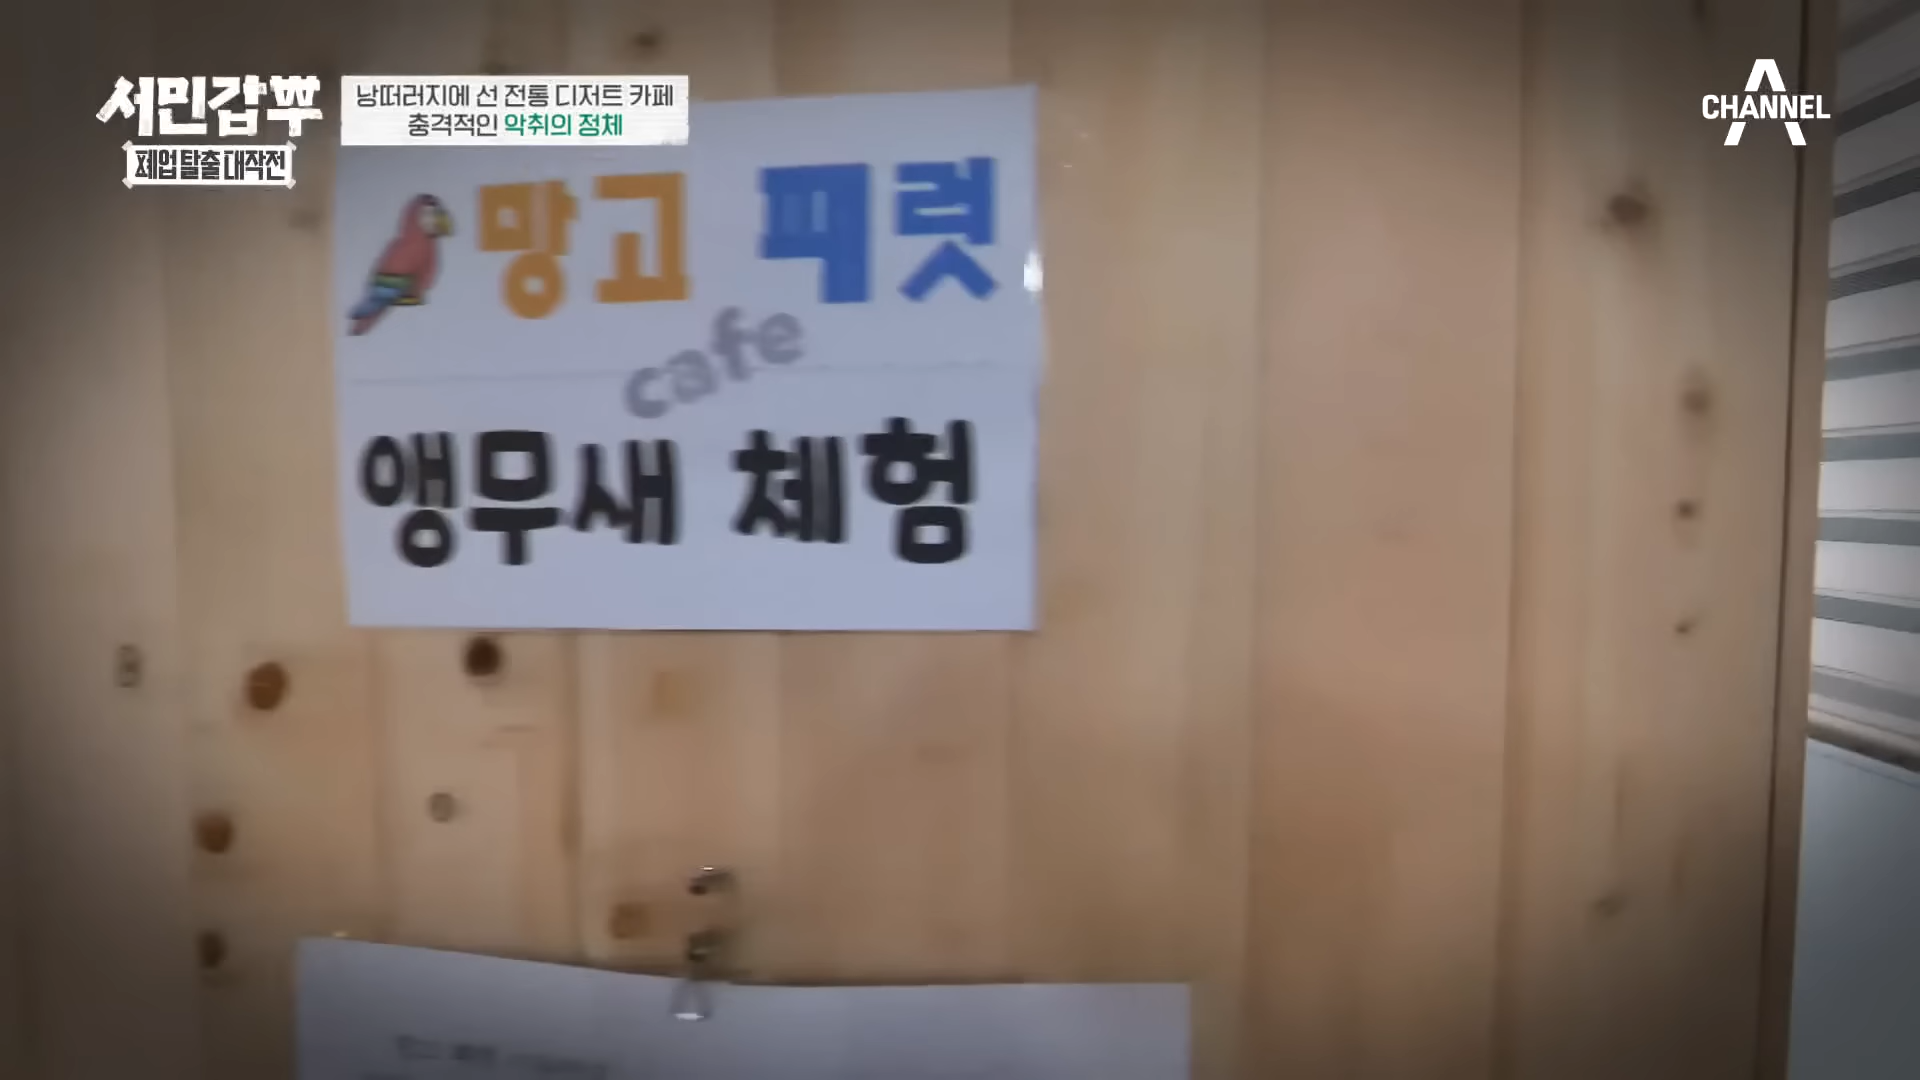 서민갑뿌
폐업 탈출 대작전
낭떠러지에 선 전통 디저트 카페
충격적인 악취의 정체
CHANNEL A
망고 픽럿
cafe
앵무새 체험